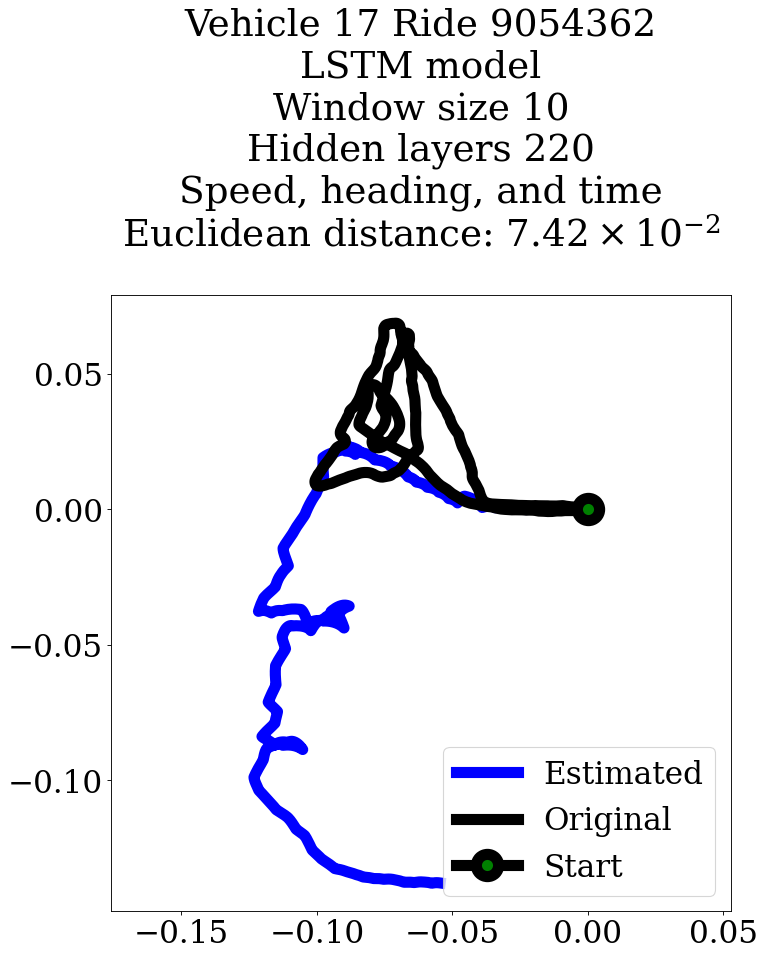 Vehicle 17 Ride 9054362
LSTM model
Window size 10
Hidden layers 220
Speed, heading, and time
Euclidean distance: 7.42 × 10⁻²
0.05
0.00
−0.05
−0.10
Estimated
Original
Start
−0.15 −0.10 −0.05 0.00 0.05